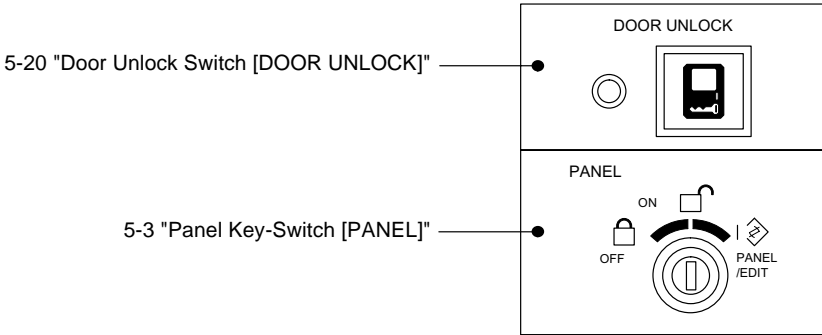 DOOR UNLOCK
5-20 "Door Unlock Switch [DOOR UNLOCK]"
PANEL
ON
5-3 "Panel Key-Switch [PANEL]"
OFF
PANEL
/EDIT